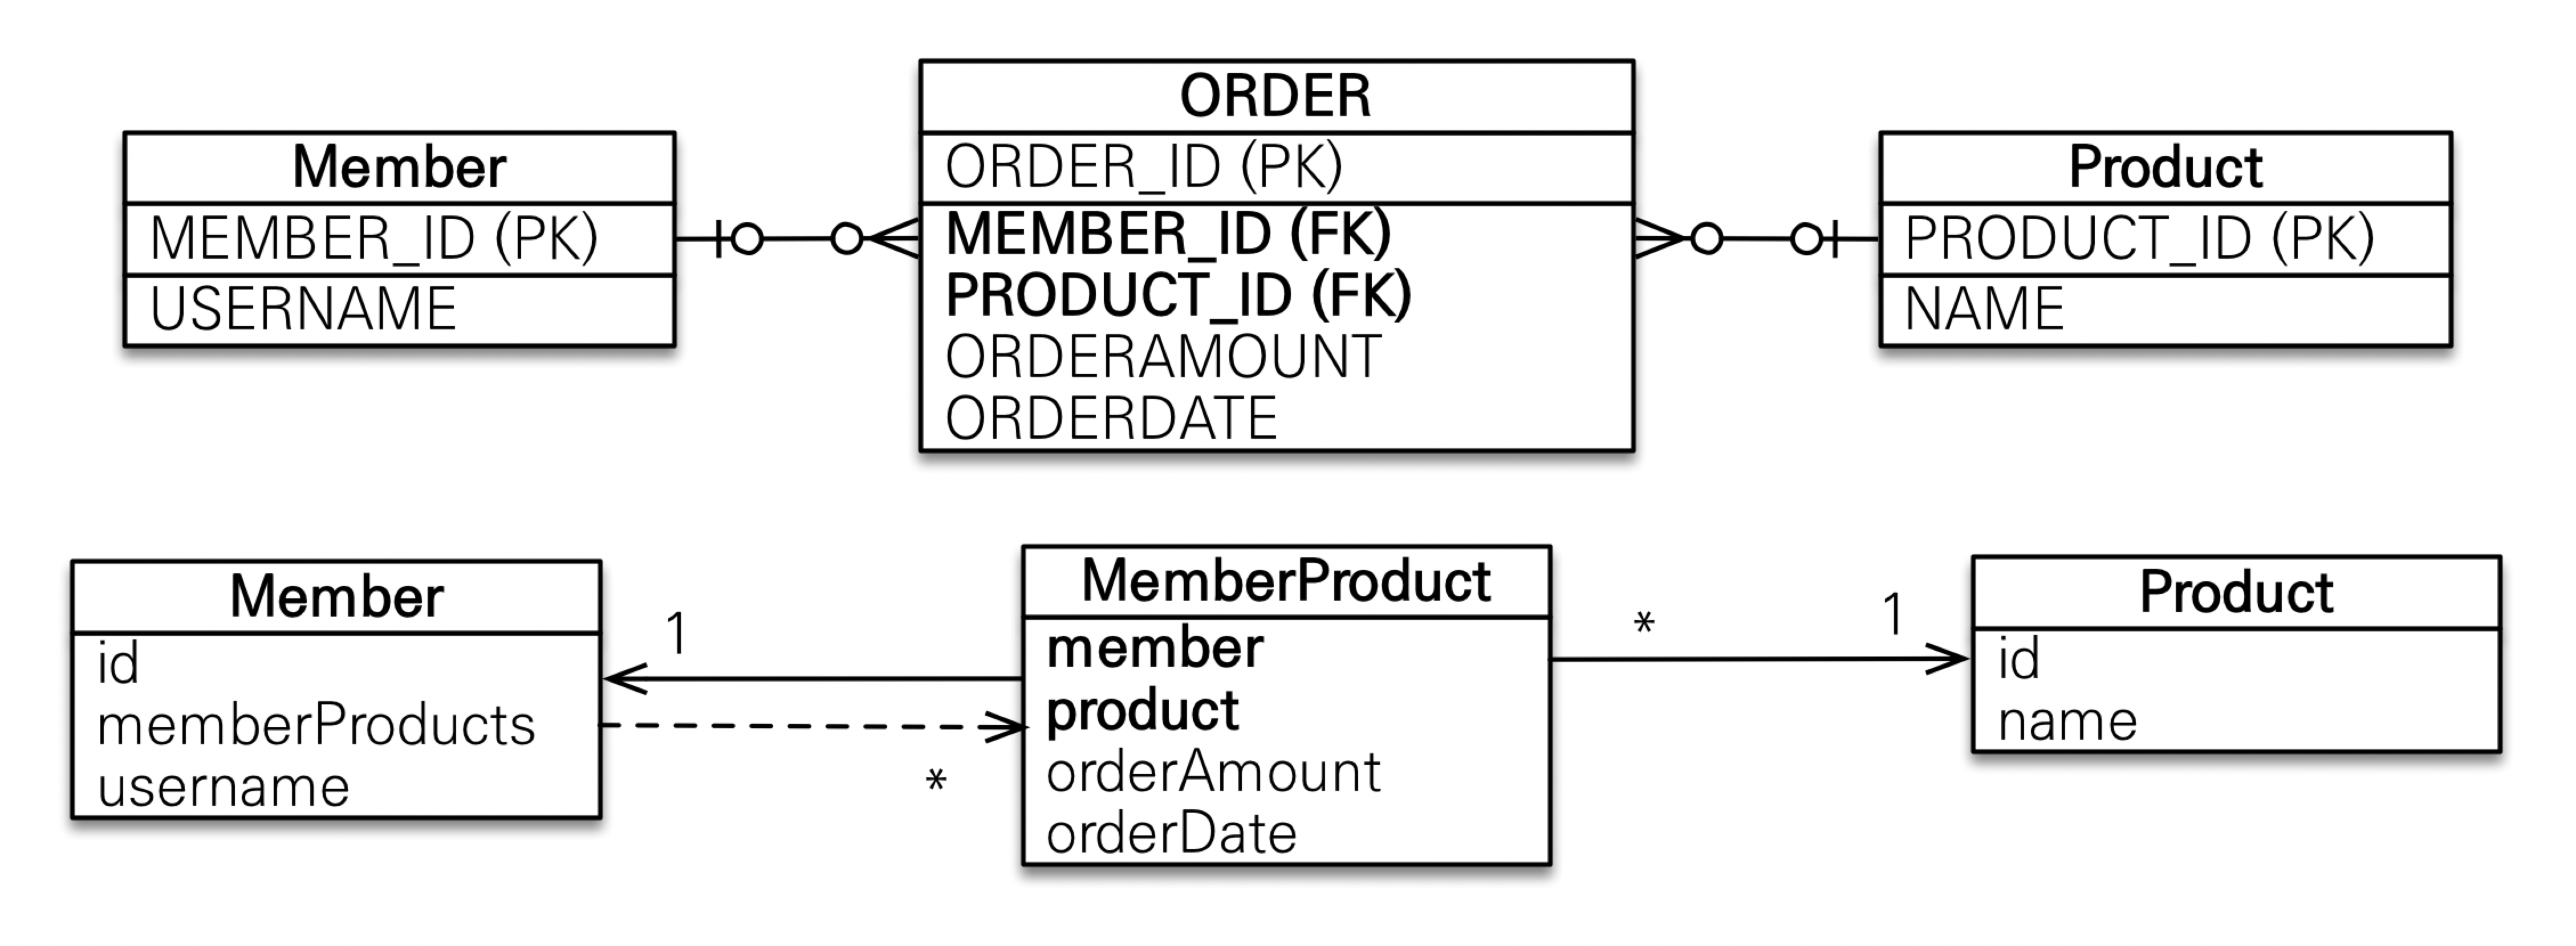 Member
MEMBER_ID (PK)
USERNAME
ORDER
ORDER_ID (PK)
MEMBER_ID (FK)
PRODUCT_ID (FK)
ORDERAMOUNT
ORDERDATE
Product
PRODUCT_ID (PK)
NAME
Member
id
memberProducts
username
1
*
MemberProduct
member
product
orderAmount
orderDate
*
1
Product
id
name